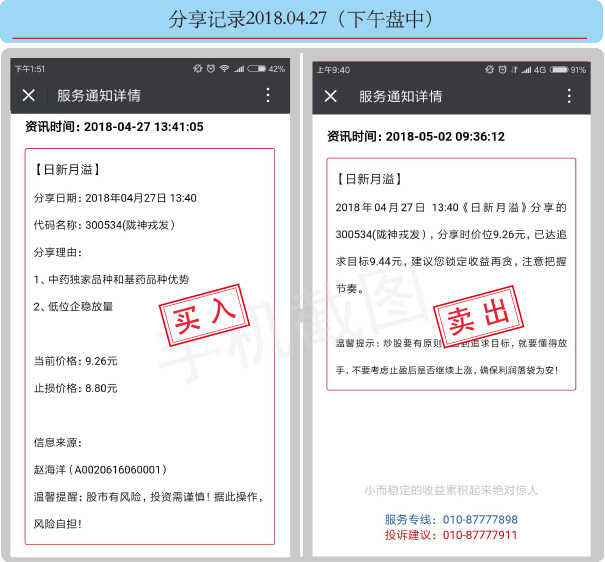 分享记录2018.04.27（下午盘中）
下午1:51
42%
服务通知详情
资讯时间: 2018-04-27 13:41:05
【日新月溢】
分享日期: 2018年04月27日 13:40
代码名称: 300534(陇神戎发)
分享理由:
1、中药独家品种和基药品种优势
2、低位企稳放量
买入
当前价格: 9.26元
止损价格: 8.80元
信息来源:
赵海洋（A0020616060001）
温馨提醒: 股市有风险，投资需谨慎！据此操作，
风险自担！
上午9:40
4G
91%
服务通知详情
资讯时间: 2018-05-02 09:36:12
【日新月溢】
2018年04月27日 13:40《日新月溢》分享的
300534(陇神戎发)，分享时价位9.26元，已达追
求目标9.44元，建议您锁定收益再贪，注意把握
节奏。
卖出
温馨提示: 炒股要有原则 到追求目标，就要懂得放
手，不要考虑止盈后是否继续上涨，确保利润落袋为安！
小而稳定的收益累积起来绝对惊人
服务专线: 010-87777898
投诉建议: 010-87777911
手机截图